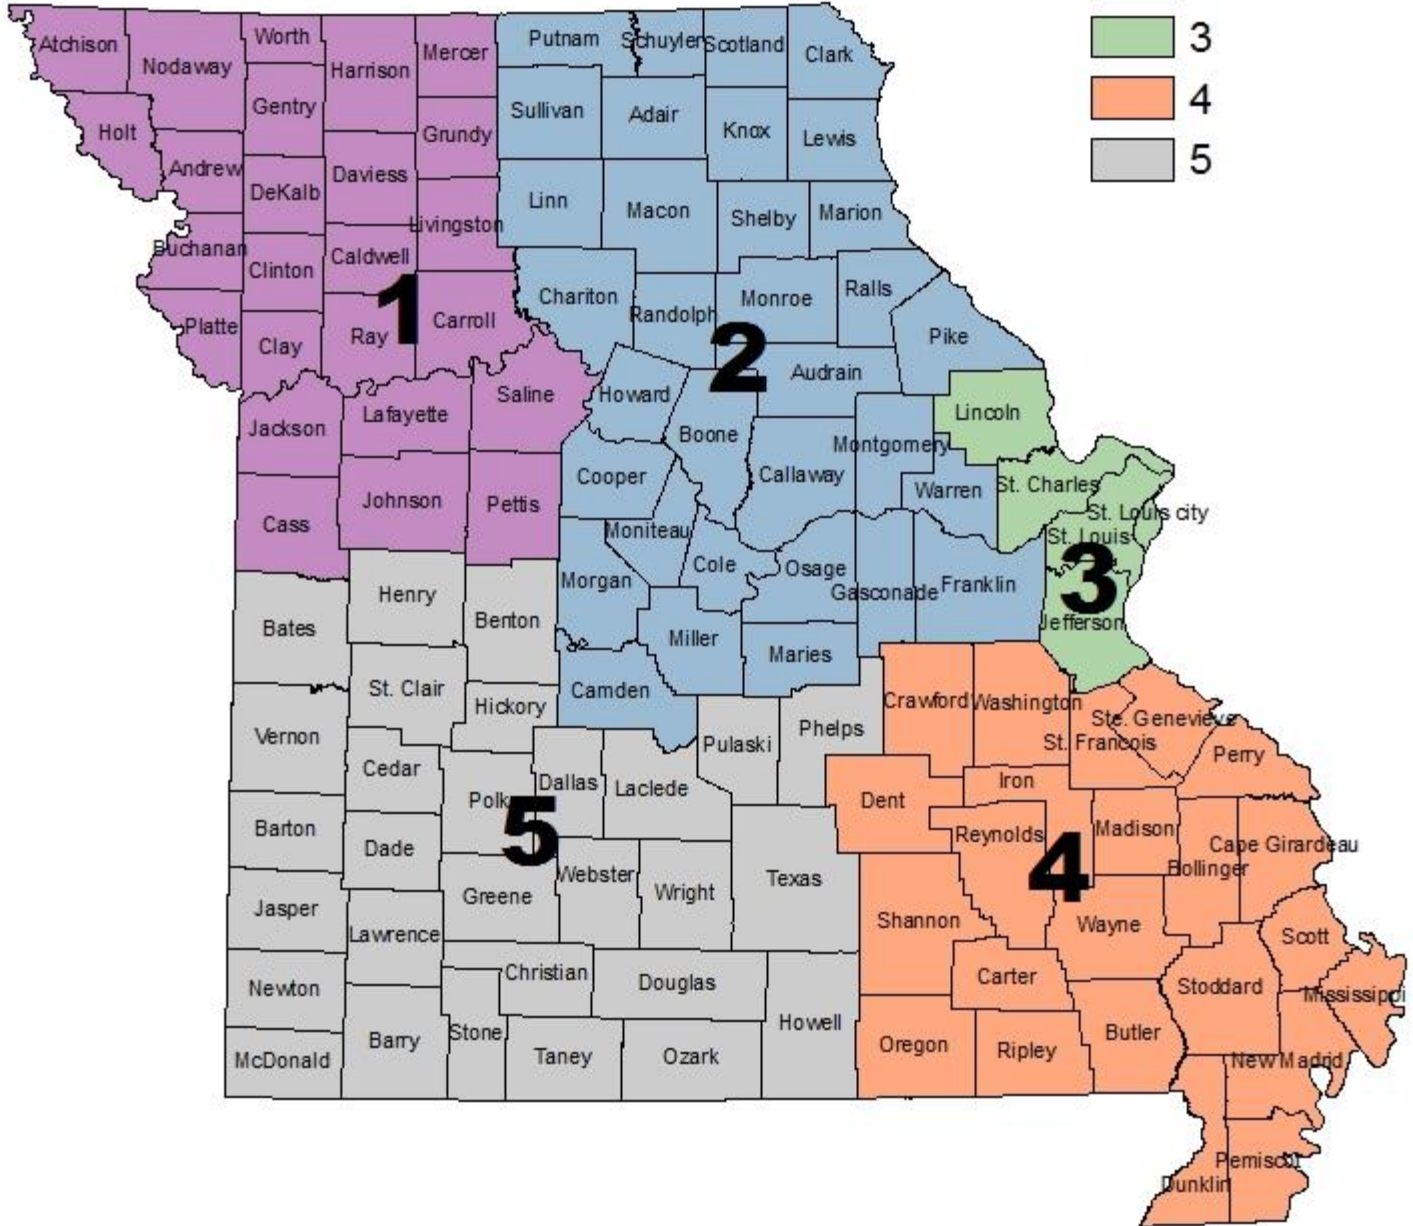 3
4
5
Atchison
Nodaway
Worth
Harrison
Mercer
Putnam
Schuyler
Scotland
Clark
Holt
Gentry
Grundy
Sullivan
Adair
Knox
Lewis
Andrew
DeKalb
Daviess
Livingston
Linn
Macon
Shelby
Marion
Buchanan
Clinton
Caldwell
Chariton
Randolph
Monroe
Ralls
Platte
Clay
Ray
1
Carroll
2
Pike
Audrain
Jackson
Lafayette
Saline
Howard
Boone
Lincoln
Montgomery
Cass
Johnson
Pettis
Cooper
Callaway
Warren
St. Charles
St. Louis city
St. Louis
Moniteau
Cole
Osage
Gasconade
Franklin
3
Jefferson
Bates
Henry
Benton
Morgan
Miller
Maries
St. Clair
Hickory
Camden
Crawford
Washington
Ste. Genevieve
St. Francois
Perry
Vernon
Cedar
Pulaski
Phelps
Polk
5
Dallas
Laclede
Dent
Iron
Barton
Dade
Reynolds
Madison
Cape Girardeau
Bollinger
4
Jasper
Greene
Webster
Wright
Texas
Lawrence
Shannon
Wayne
Scott
Newton
Christian
Douglas
Carter
Stoddard
Mississippi
McDonald
Barry
Stone
Taney
Ozark
Howell
Oregon
Ripley
Butler
New Madrid
Pemiscot
Dunklin